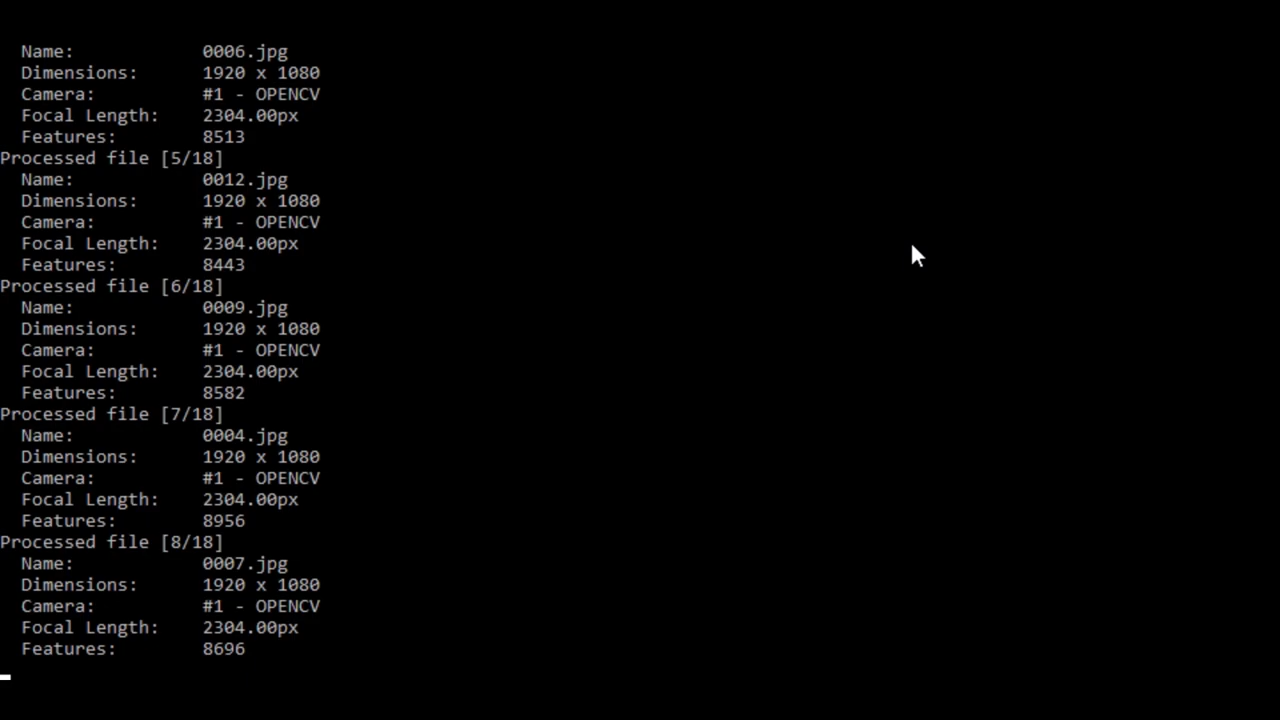 Name: 0006.jpg
Dimensions: 1920 x 1080
Camera: #1 - OPENCV
Focal Length: 2304.00px
Features: 8513
Processed file [5/18]
Name: 0012.jpg
Dimensions: 1920 x 1080
Camera: #1 - OPENCV
Focal Length: 2304.00px
Features: 8443
Processed file [6/18]
Name: 0009.jpg
Dimensions: 1920 x 1080
Camera: #1 - OPENCV
Focal Length: 2304.00px
Features: 8582
Processed file [7/18]
Name: 0004.jpg
Dimensions: 1920 x 1080
Camera: #1 - OPENCV
Focal Length: 2304.00px
Features: 8956
Processed file [8/18]
Name: 0007.jpg
Dimensions: 1920 x 1080
Camera: #1 - OPENCV
Focal Length: 2304.00px
Features: 8696